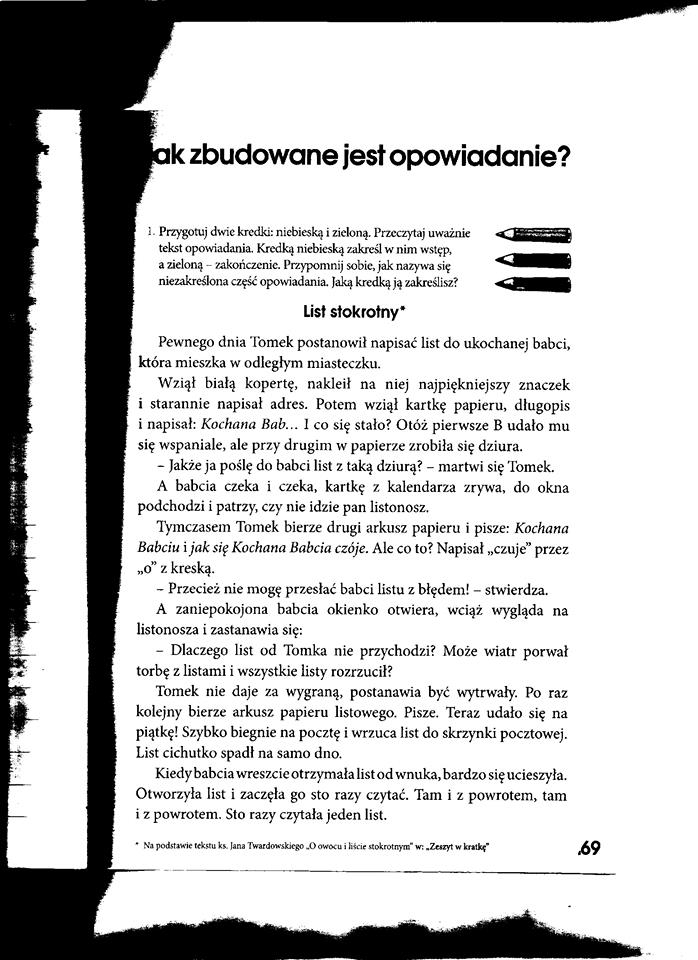 ak zbudowane jest opowiadanie?
1. Przygotuj dwie kredki: niebieską i zieloną. Przeczytaj uważnie
tekst opowiadania. Kredką niebieską zakreśl w nim wstęp,
a zieloną – zakończenie. Przypomnij sobie, jak nazywa się
niezakreślona część opowiadania. Jaką kredką ją zakreślisz?
List stokrotny*
Pewnego dnia Tomek postanowił napisać list do ukochanej babci,
która mieszka w odległym miasteczku.
Wziął białą kopertę, nakleił na niej najpiękniejszy znaczek
i starannie napisał adres. Potem wziął kartkę papieru, długopis
i napisał: Kochana Bab... I co się stało? Otóż pierwsze B udało mu
się wspaniale, ale przy drugim w papierze zrobiła się dziura.
– Jakże ja poślę do babci list z taką dziurą? – martwi się Tomek.
A babcia czeka i czeka, kartkę z kalendarza zrywa, do okna
podchodzi i patrzy, czy nie idzie pan listonosz.
Tymczasem Tomek bierze drugi arkusz papieru i pisze: Kochana
Babciu i jak się Kochana Babcia czóje. Ale co to? Napisał „czuje” przez
„o” z kreską.
– Przecież nie mogę przesłać babci listu z błędem! – stwierdza.
A zaniepokojona babcia okienko otwiera, wciąż wygląda na
listonosza i zastanawia się:
– Dlaczego list od Tomka nie przychodzi? Może wiatr porwał
torbę z listami i wszystkie listy rozrzucił?
Tomek nie daje za wygraną, postanawia być wytrwały. Po raz
kolejny bierze arkusz papieru listowego. Pisze. Teraz udało się na
piątkę! Szybko biegnie na pocztę i wrzuca list do skrzynki pocztowej.
List cichutko spadł na samo dno.
Kiedy babcia wreszcie otrzymała list od wnuka, bardzo się ucieszyła.
Otworzyła list i zaczęła go sto razy czytać. Tam i z powrotem, tam
i z powrotem. Sto razy czytała jeden list.
* Na podstawie tekstu ks. Jana Twardowskiego „O owocu i liście stokrotnym” w: „Zeszyt w kratkę”
69